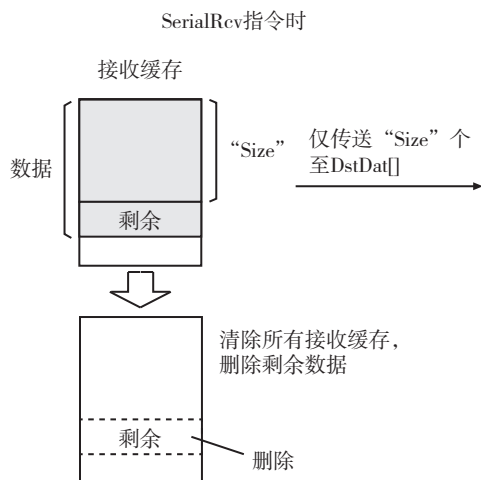 SerialRcv指令时
接收缓存
数据
“Size”
仅传送“Size”个
至DstDat[]
剩余
清除所有接收缓存，
删除剩余数据
剩余
删除